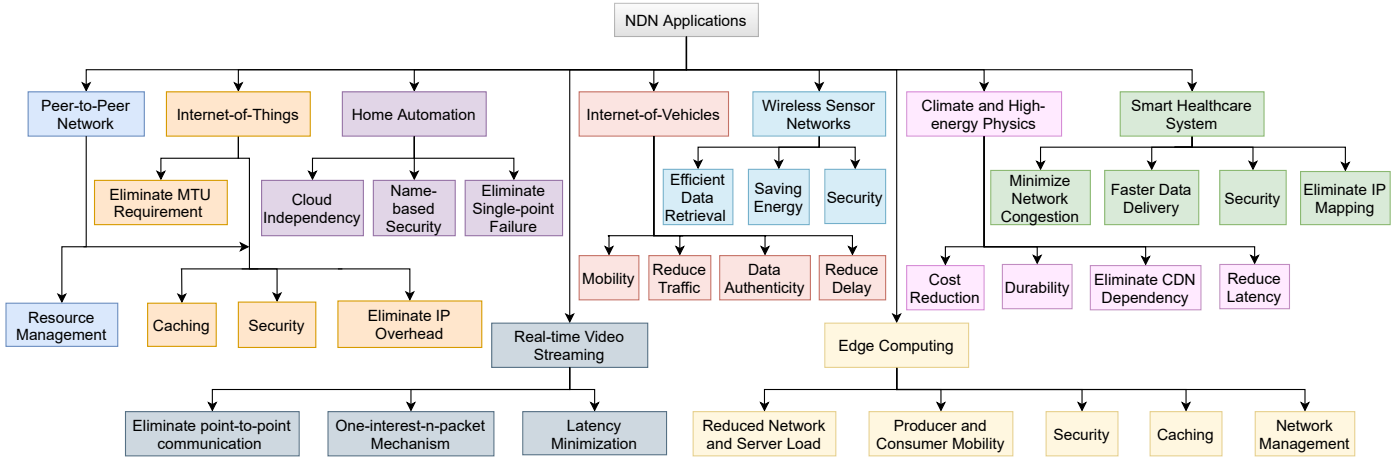 NDN Applications
Peer-to-Peer
Network
Internet-of-Things
Home Automation
Internet-of-Vehicles
Wireless Sensor
Networks
Climate and High-
energy Physics
Smart Healthcare
System
Eliminate MTU
Requirement
Cloud
Independency
Name-
based
Security
Eliminate
Single-point
Failure
Efficient
Data
Retrieval
Saving
Energy
Security
Minimize
Network
Congestion
Faster Data
Delivery
Security
Eliminate IP
Mapping
Mobility
Reduce
Traffic
Data
Authenticity
Reduce
Delay
Cost
Reduction
Durability
Eliminate CDN
Dependency
Reduce
Latency
Resource
Management
Caching
Security
Eliminate IP
Overhead
Real-time Video
Streaming
Edge Computing
Eliminate point-to-point
communication
One-interest-n-packet
Mechanism
Latency
Minimization
Reduced Network
and Server Load
Producer and
Consumer Mobility
Security
Caching
Network
Management